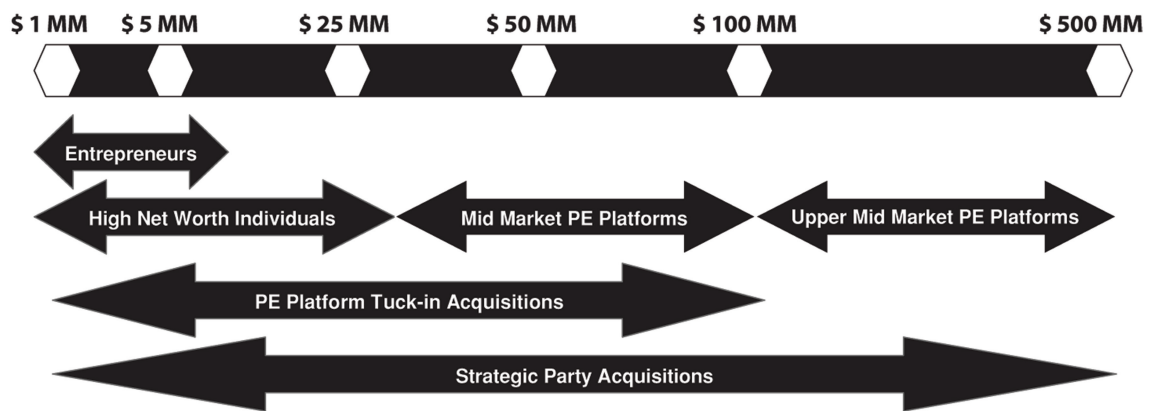 $ 1 MM $ 5 MM $ 25 MM $ 50 MM $ 100 MM $ 500 MM
Entrepreneurs
High Net Worth Individuals Mid Market PE Platforms Upper Mid Market PE Platforms
PE Platform Tuck-in Acquisitions
Strategic Party Acquisitions